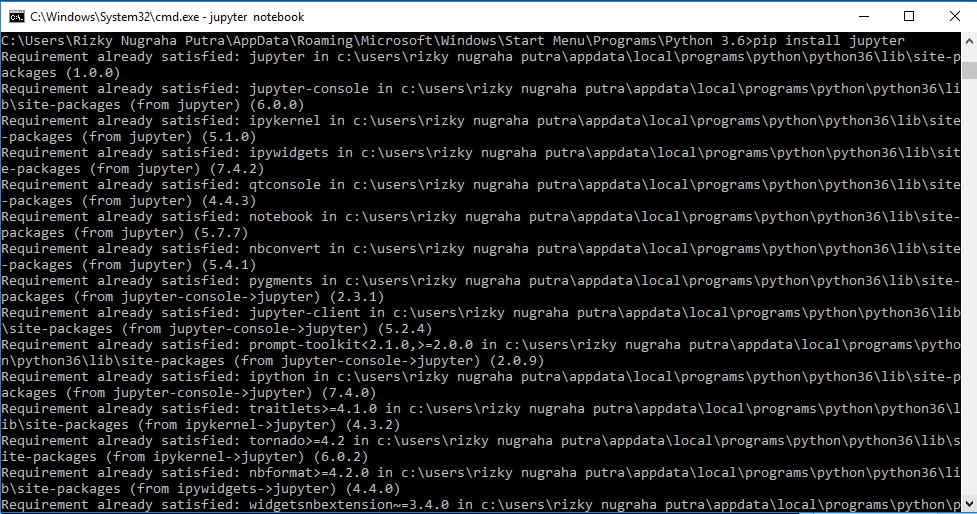 C:\Windows\System32\cmd.exe - jupyter  notebook
C:\Users\Rizky Nugraha Putra\AppData\Roaming\Microsoft\Windows\Start Menu\Programs\Python 3.6>pip install jupyter
Requirement already satisfied: jupyter in c:\users\rizky nugraha putra\appdata\local\programs\python\python36\lib\site-p
ackages (1.0.0)
Requirement already satisfied: jupyter-console in c:\users\rizky nugraha putra\appdata\local\programs\python\python36\li
b\site-packages (from jupyter) (6.0.0)
Requirement already satisfied: ipykernel in c:\users\rizky nugraha putra\appdata\local\programs\python\python36\lib\site
-packages (from jupyter) (5.1.0)
Requirement already satisfied: ipywidgets in c:\users\rizky nugraha putra\appdata\local\programs\python\python36\lib\sit
e-packages (from jupyter) (7.4.2)
Requirement already satisfied: qtconsole in c:\users\rizky nugraha putra\appdata\local\programs\python\python36\lib\site
-packages (from jupyter) (4.4.3)
Requirement already satisfied: notebook in c:\users\rizky nugraha putra\appdata\local\programs\python\python36\lib\site-
packages (from jupyter) (5.7.7)
Requirement already satisfied: nbconvert in c:\users\rizky nugraha putra\appdata\local\programs\python\python36\lib\site
-packages (from jupyter) (5.4.1)
Requirement already satisfied: pygments in c:\users\rizky nugraha putra\appdata\local\programs\python\python36\lib\site-
packages (from jupyter-console->jupyter) (2.3.1)
Requirement already satisfied: jupyter-client in c:\users\rizky nugraha putra\appdata\local\programs\python\python36\lib
\site-packages (from jupyter-console->jupyter) (5.2.4)
Requirement already satisfied: prompt-toolkit<2.1.0,>=2.0.0 in c:\users\rizky nugraha putra\appdata\local\programs\pytho
n\python36\lib\site-packages (from jupyter-console->jupyter) (2.0.9)
Requirement already satisfied: ipython in c:\users\rizky nugraha putra\appdata\local\programs\python\python36\lib\site-p
ackages (from jupyter-console->jupyter) (7.4.0)
Requirement already satisfied: traitlets>=4.1.0 in c:\users\rizky nugraha putra\appdata\local\programs\python\python36\l
ib\site-packages (from ipykernel->jupyter) (4.3.2)
Requirement already satisfied: tornado>=4.2 in c:\users\rizky nugraha putra\appdata\local\programs\python\python36\lib\s
ite-packages (from ipykernel->jupyter) (6.0.2)
Requirement already satisfied: nbformat>=4.2.0 in c:\users\rizky nugraha putra\appdata\local\programs\python\python36\li
b\site-packages (from ipywidgets->jupyter) (4.4.0)
Requirement already satisfied: widgetsnbextension~=3.4.0 in c:\users\rizky nugraha putra\appdata\local\programs\python\p